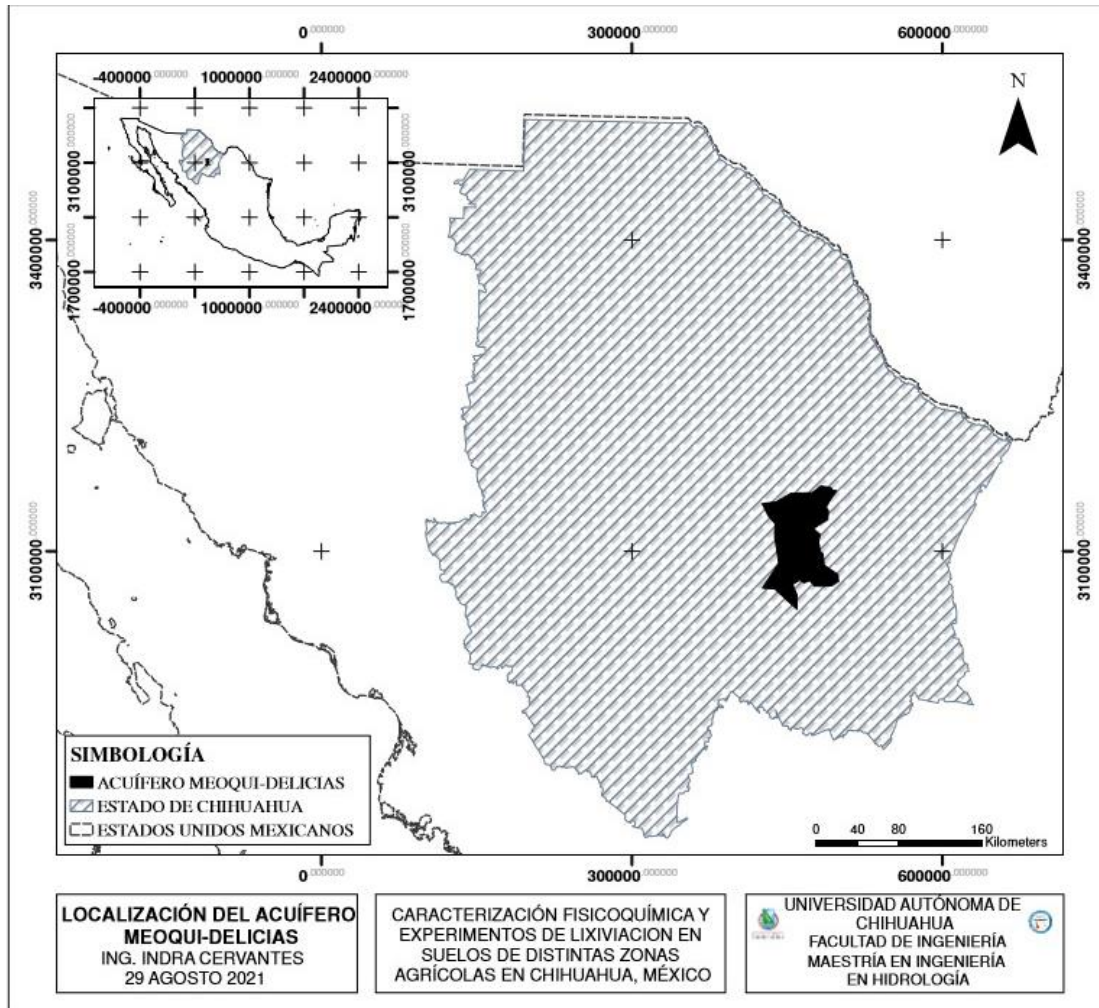 0.000000 300000.000000 600000.000000
-400000.000000 1000000.000000 2400000.000000
N
3100000.000000
3100000.000000
1700000.000000
1700000.000000
-400000.000000 1000000.000000 2400000.000000
3400000.000000
3400000.000000
3100000.000000
3100000.000000
SIMBOLOGÍA
ACUÍFERO MEOQUI-DELICIAS
ESTADO DE CHIHUAHUA
ESTADOS UNIDOS MEXICANOS
0 40 80 160
Kilometers
0.000000 300000.000000 600000.000000
LOCALIZACIÓN DEL ACUÍFERO
MEOQUI-DELICIAS
ING. INDRA CERVANTES
29 AGOSTO 2021
CARACTERIZACIÓN FISICOQUÍMICA Y
EXPERIMENTOS DE LIXIVIACION EN
SUELOS DE DISTINTAS ZONAS
AGRÍCOLAS EN CHIHUAHUA, MÉXICO
UNIVERSIDAD AUTÓNOMA DE
CHIHUAHUA
FACULTAD DE INGENIERÍA
MAESTRÍA EN INGENIERÍA
EN HIDROLOGÍA